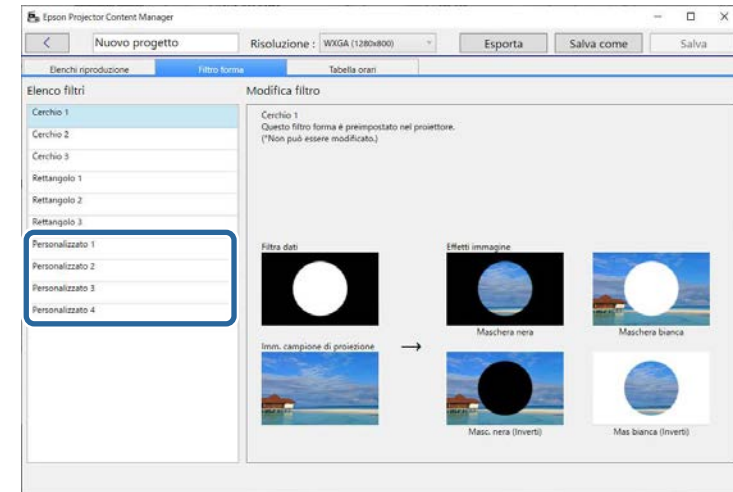 Epson Projector Content Manager
Nuovo progetto
Risoluzione : WXGA (1280x800)
Esporta
Salva come
Salva
Elenchi riproduzione
Filtro forma
Tabella orari
Elenco filtri
Cerchio 1
Cerchio 2
Cerchio 3
Rettangolo 1
Rettangolo 2
Rettangolo 3
Personalizzato 1
Personalizzato 2
Personalizzato 3
Personalizzato 4
Modifica filtro
Cerchio 1
Questo filtro forma è preimpostato nel proiettore.
(*Non può essere modificato.)
Filtra dati
Effetti immagine
Maschera nera
Maschera bianca
Imm. campione di proiezione
Masc. nera (Inverti)
Mas bianca (Inverti)